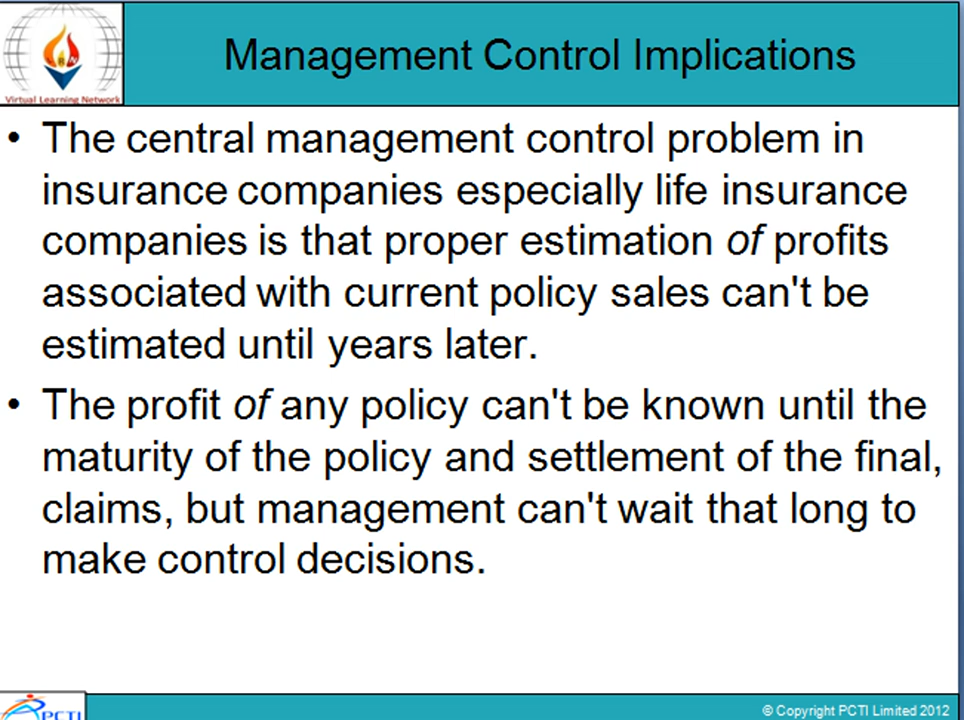 Virtual Learning Network
Management Control Implications
• The central management control problem in
insurance companies especially life insurance
companies is that proper estimation of profits
associated with current policy sales can't be
estimated until years later.
• The profit of any policy can't be known until the
maturity of the policy and settlement of the final,
claims, but management can't wait that long to
make control decisions.
PCTI
© Copyright PCTI Limited 2012